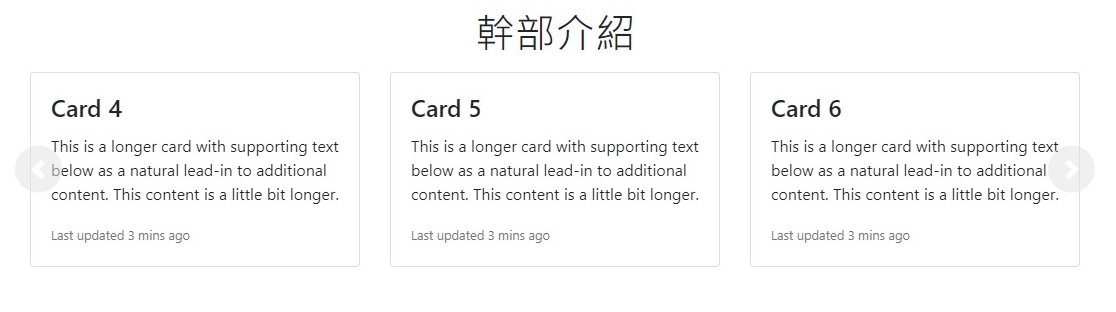 幹部介紹
Card 4
This is a longer card with supporting text
below as a natural lead-in to additional
content. This content is a little bit longer.
Last updated 3 mins ago
Card 5
This is a longer card with supporting text
below as a natural lead-in to additional
content. This content is a little bit longer.
Last updated 3 mins ago
Card 6
This is a longer card with supporting text
below as a natural lead-in to additional
content. This content is a little bit longer.
Last updated 3 mins ago